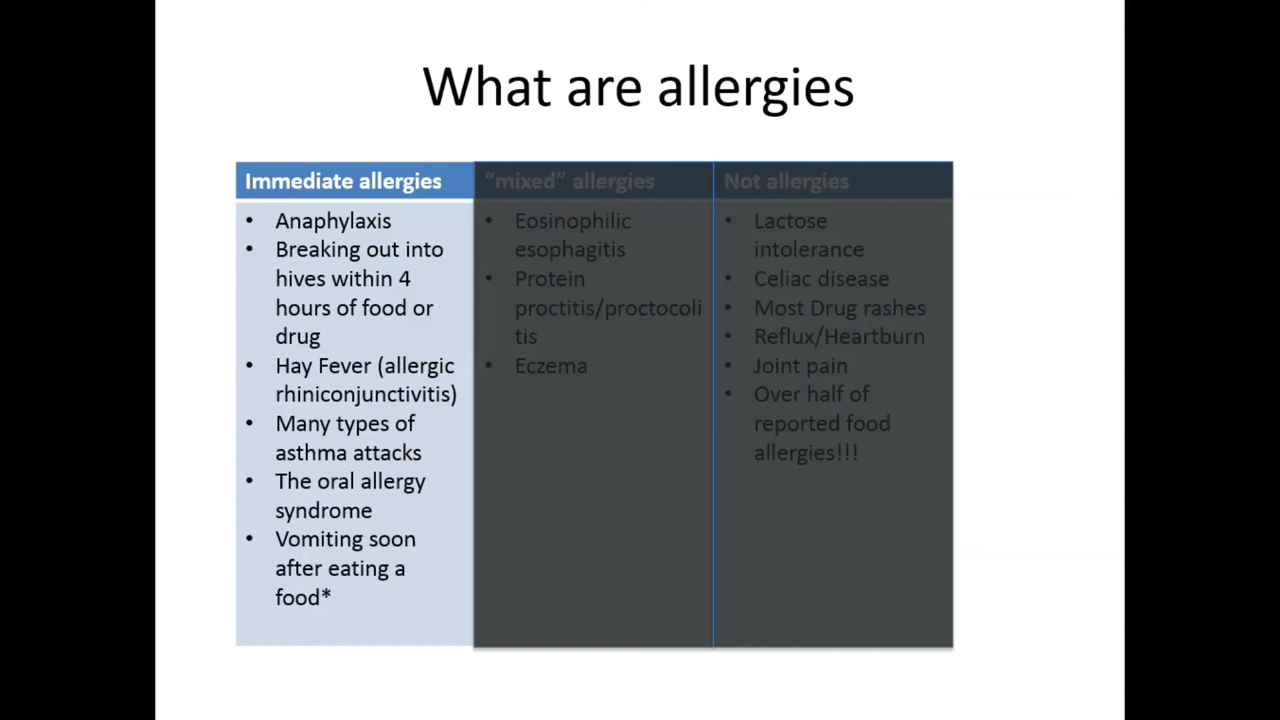 What are allergies
Immediate allergies
• Anaphylaxis
• Breaking out into
hives within 4
hours of food or
drug
• Hay Fever (allergic
rhiniconjunctivitis)
• Many types of
asthma attacks
• The oral allergy
syndrome
• Vomiting soon
after eating a
food*
“mixed” allergies
• Eosinophilic
esophagitis
• Protein
proctitis/proctocoli
tis
• Eczema
Not allergies
• Lactose
intolerance
• Celiac disease
• Most Drug rashes
• Reflux/Heartburn
• Joint pain
• Over half of
reported food
allergies!!!